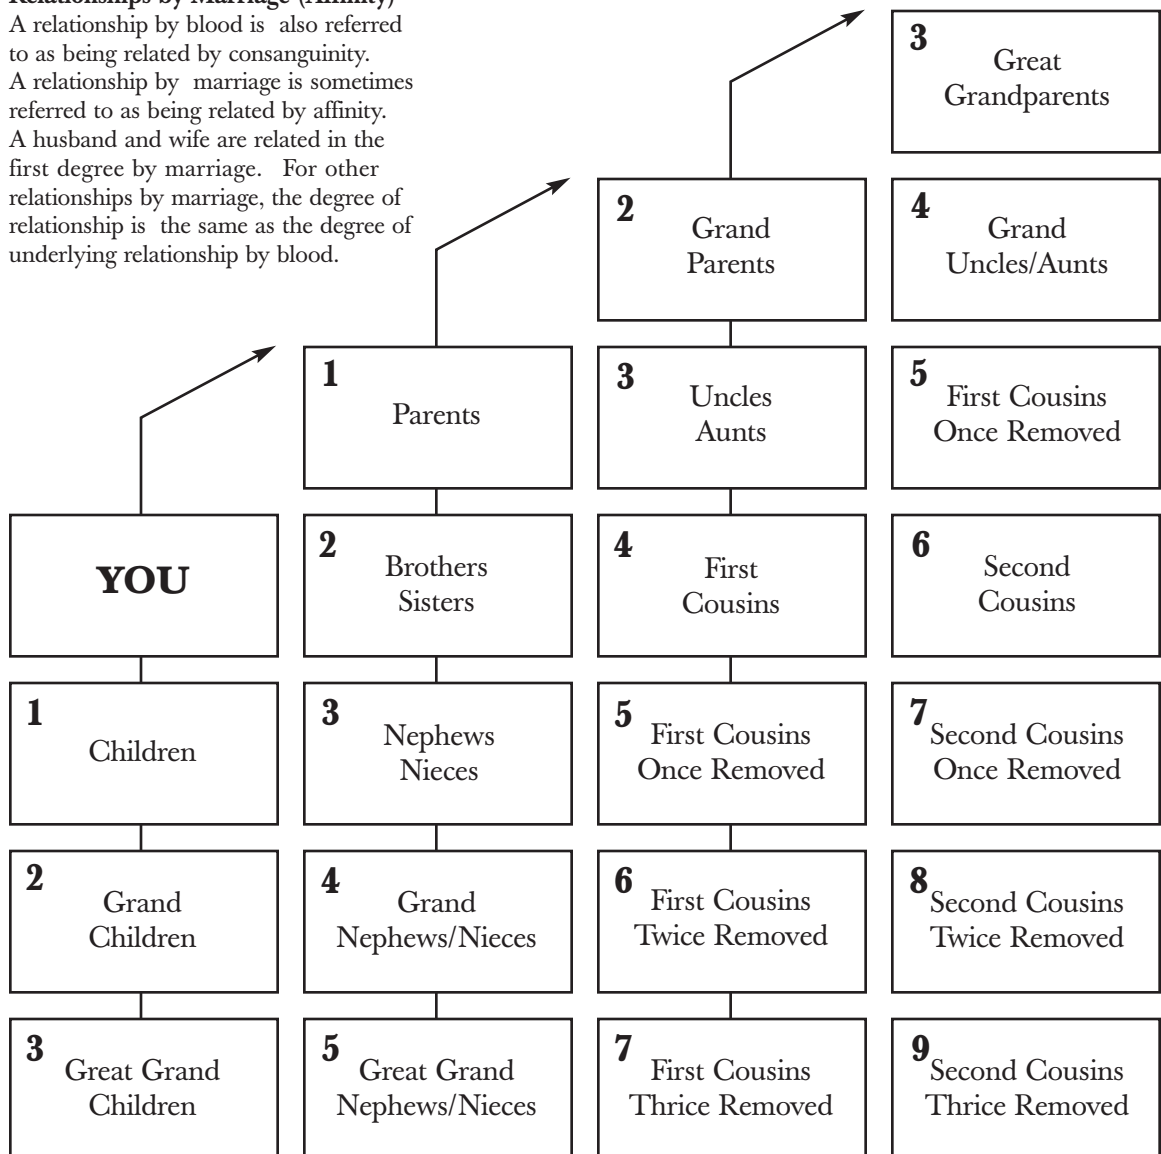 Relationships by Marriage (Affinity)
A relationship by blood is also referred
to as being related by consanguinity.
A relationship by marriage is sometimes
referred to as being related by affinity.
A husband and wife are related in the
first degree by marriage. For other
relationships by marriage, the degree of
relationship is the same as the degree of
underlying relationship by blood.
3
Great
Grandparents
2
Grand
Parents
4
Grand
Uncles/Aunts
1
Parents
3
Uncles
Aunts
5
First Cousins
Once Removed
YOU
2
Brothers
Sisters
4
First
Cousins
6
Second
Cousins
1
Children
3
Nephews
Nieces
5
First Cousins
Once Removed
7
Second Cousins
Once Removed
2
Grand
Children
4
Grand
Nephews/Nieces
6
First Cousins
Twice Removed
8
Second Cousins
Twice Removed
3
Great Grand
Children
5
Great Grand
Nephews/Nieces
7
First Cousins
Thrice Removed
9
Second Cousins
Thrice Removed